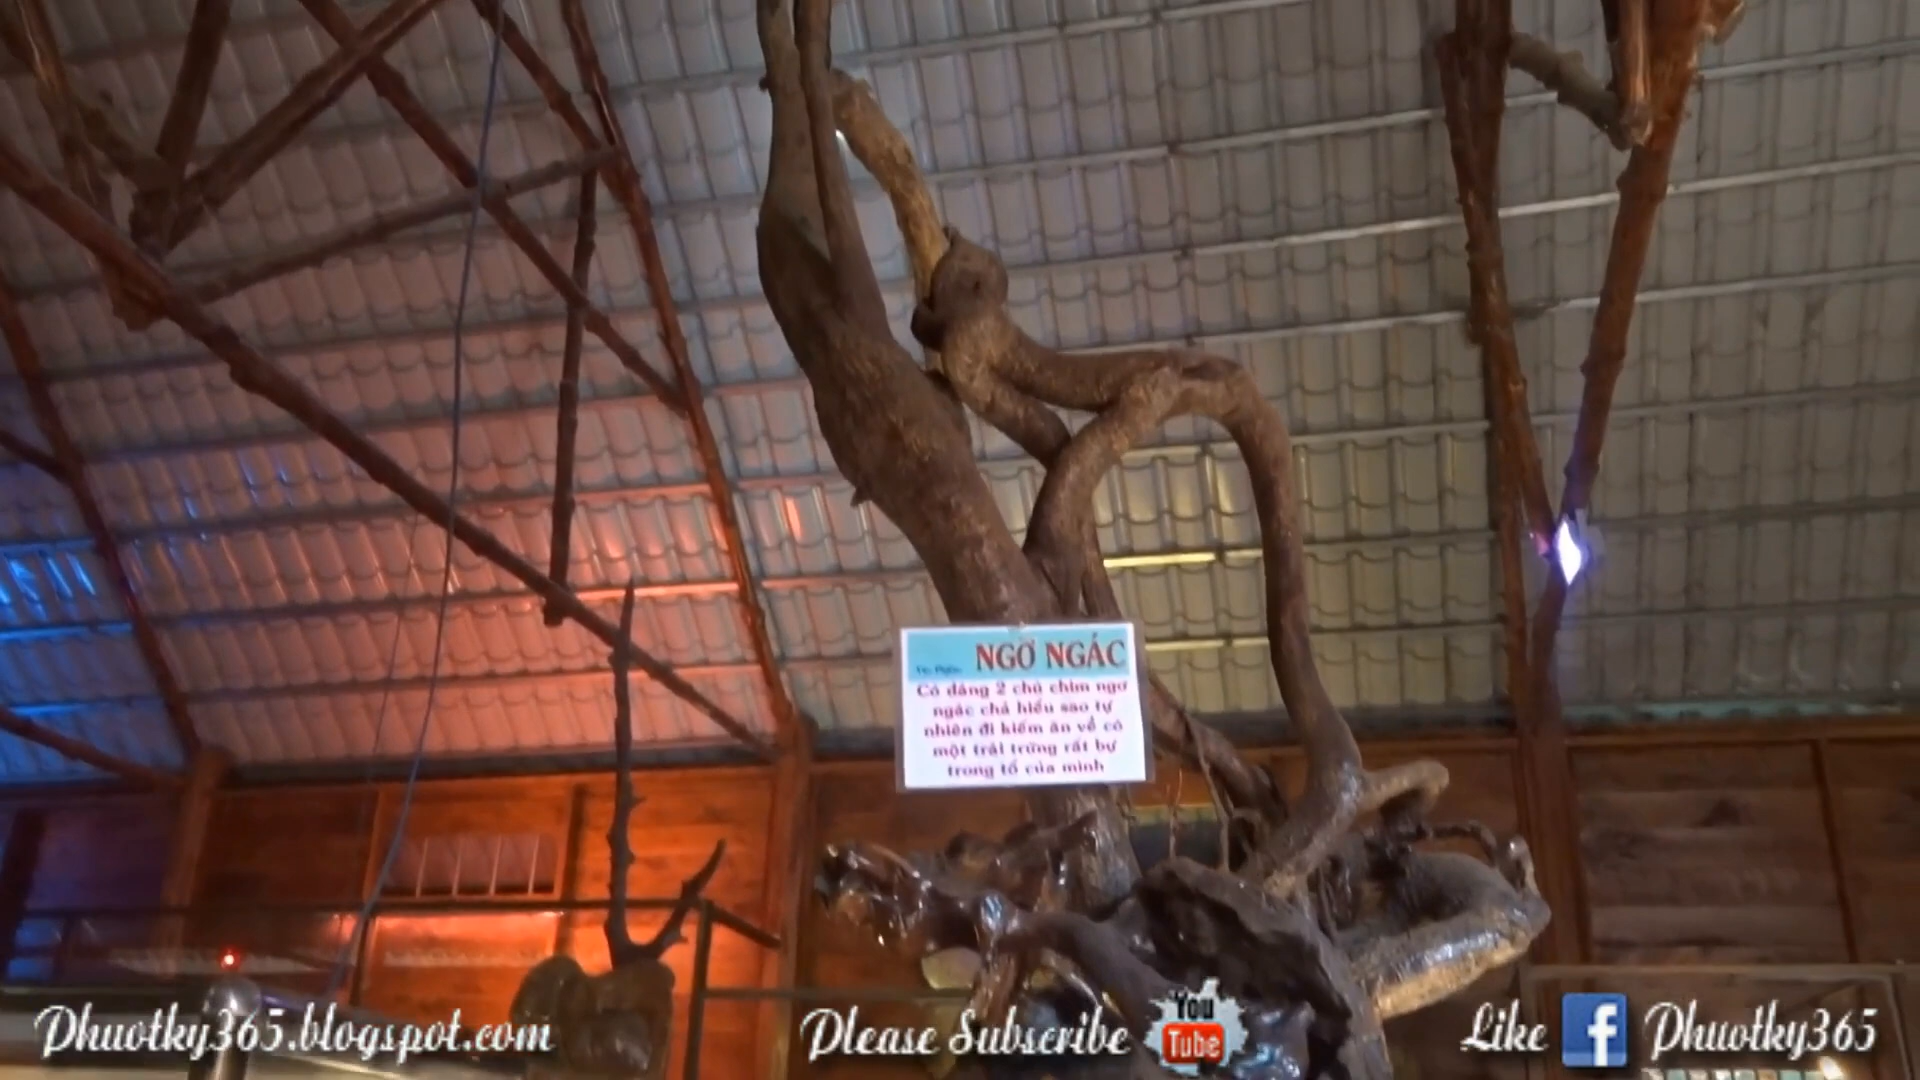 NGỜ NGÁC
Có dáng 2 chú chim ngơ
ngác chả hiểu sao tự
nhiên đi kiếm ăn về có
một trái trứng rất bự
trong tổ của mình
Phuotky365.blogspot.com
Please Subscribe
You
Tube
Like f Phuotky365